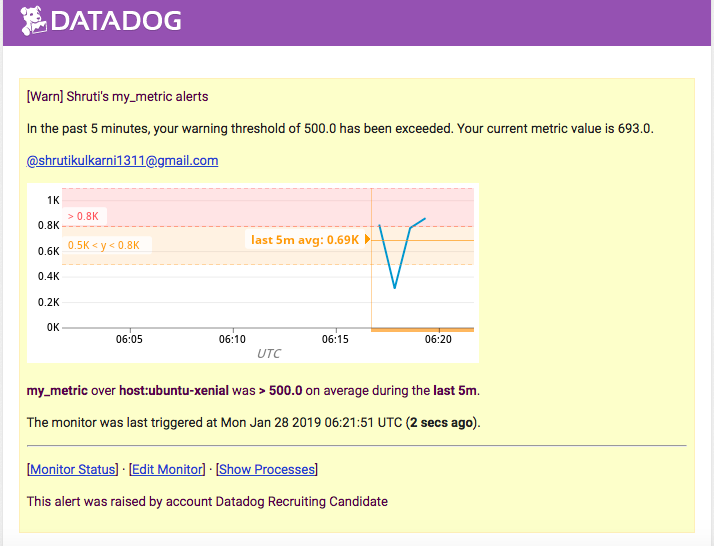 DATADOG
[Warn] Shruti's my_metric alerts
In the past 5 minutes, your warning threshold of 500.0 has been exceeded. Your current metric value is 693.0.
@shrutikulkarni1311@gmail.com
1K
> 0.8K
0.8K
last 5m avg: 0.69K
0.5K < y < 0.8K
0.6K
0.4K
0.2K
0K
06:05 06:10 06:15 06:20
UTC
my_metric over host:ubuntu-xenial was > 500.0 on average during the last 5m.
The monitor was last triggered at Mon Jan 28 2019 06:21:51 UTC (2 secs ago).
[Monitor Status] · [Edit Monitor] · [Show Processes]
This alert was raised by account Datadog Recruiting Candidate